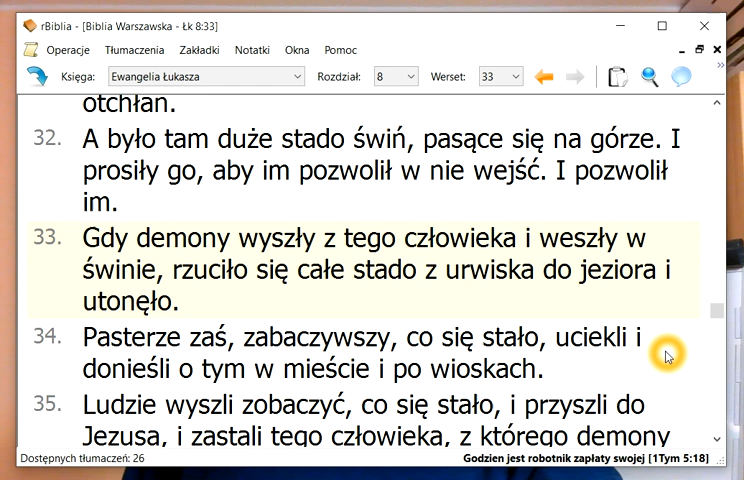 rBiblia - [Biblia Warszawska - Łk 8:33]
Operacje Tłumaczenia Zakładki Notatki Okna Pomoc
Księga: Ewangelia Łukasza Rozdział: 8 Werset: 33
otchłań.
32. A było tam duże stado świń, pasące się na górze. I
prosiły go, aby im pozwolił w nie wejść. I pozwolił
im.
33. Gdy demony wyszły z tego człowieka i weszły w
świnie, rzuciło się całe stado z urwiska do jeziora i
utonęło.
34. Pasterze zaś, zabaczywszy, co się stało, uciekli i
donieśli o tym w mieście i po wioskach.
35. Ludzie wyszli zobaczyć, co się stało, i przyszli do
Jezusa, i zastali tego człowieka, z którego demony
Dostępnych tłumaczeń: 26 Godzien jest robotnik zapłaty swojej [1Tym 5:18]